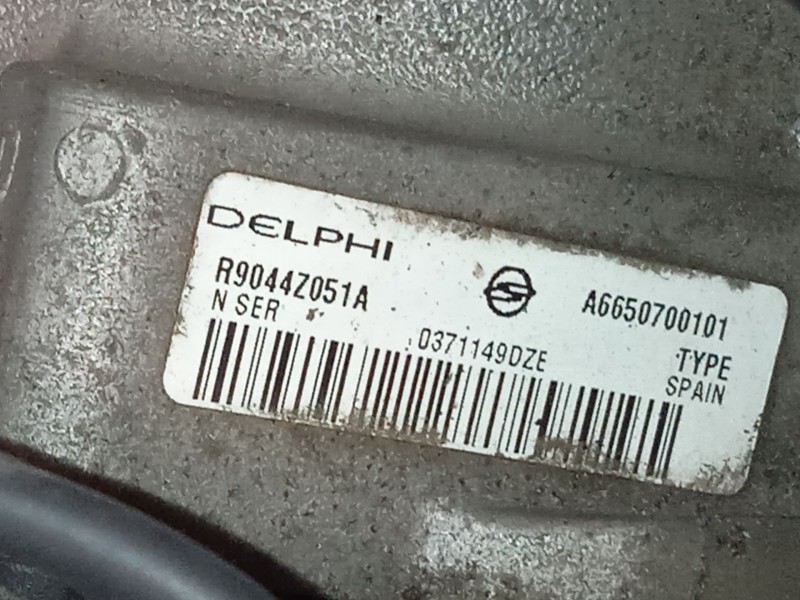 DELPHI
R9044Z051A A6650700101
N SER 0371149DZE TYPE
SPAIN